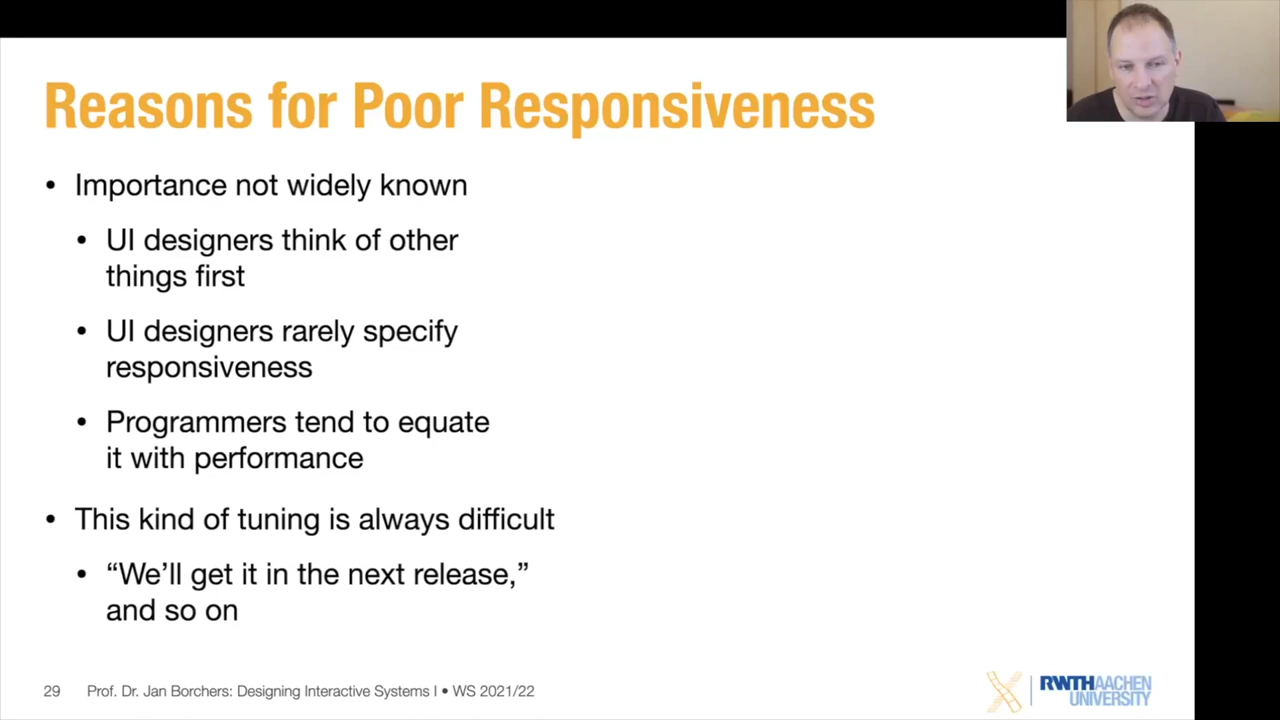 Reasons for Poor Responsiveness
• Importance not widely known
• UI designers think of other
things first
• UI designers rarely specify
responsiveness
• Programmers tend to equate
it with performance
• This kind of tuning is always difficult
• “We’ll get it in the next release,”
and so on
29 Prof. Dr. Jan Borchers: Designing Interactive Systems I • WS 2021/22
RWTHAACHEN
UNIVERSITY